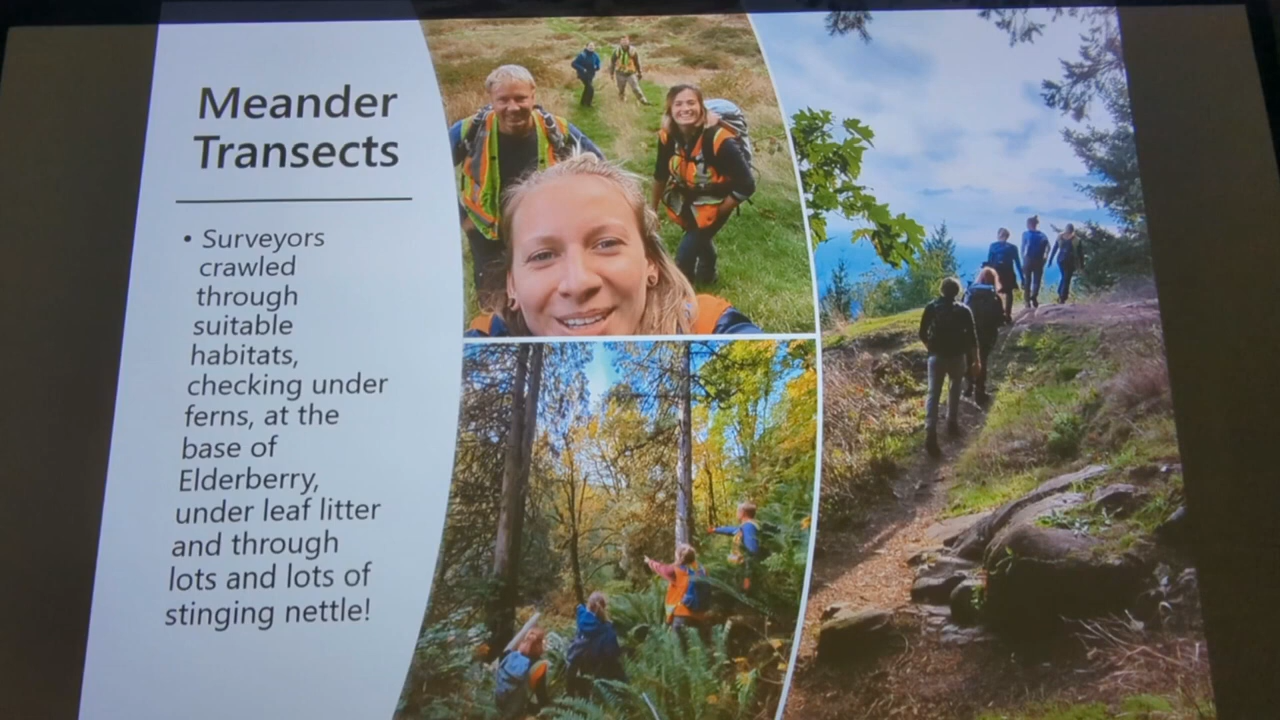 Meander
Transects
• Surveyors
crawled
through
suitable
habitats,
checking under
ferns, at the
base of
Elderberry,
under leaf litter
and through
lots and lots of
stinging nettle!